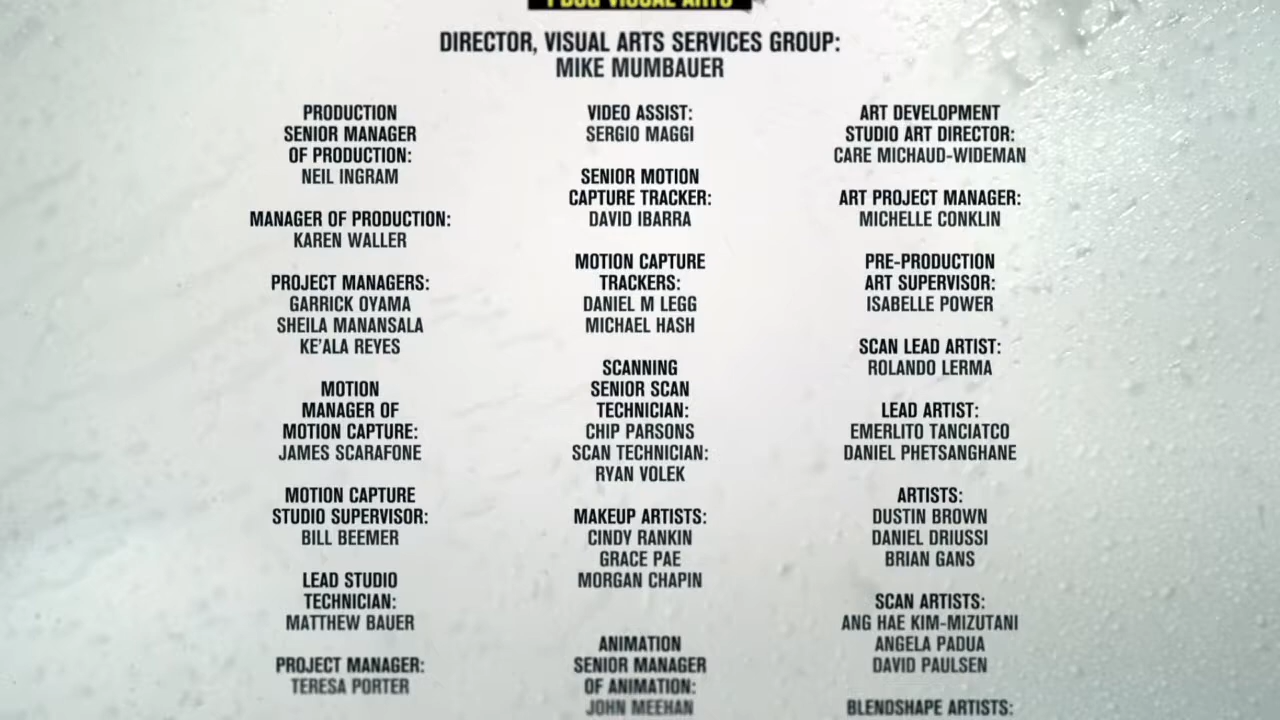 PDSG VISUAL ARTS
DIRECTOR, VISUAL ARTS SERVICES GROUP:
MIKE MUMBAUER
PRODUCTION
SENIOR MANAGER
OF PRODUCTION:
NEIL INGRAM
MANAGER OF PRODUCTION:
KAREN WALLER
PROJECT MANAGERS:
GARRICK OYAMA
SHEILA MANANSALA
KE'ALA REYES
MOTION
MANAGER OF
MOTION CAPTURE:
JAMES SCARAFONE
MOTION CAPTURE
STUDIO SUPERVISOR:
BILL BEEMER
LEAD STUDIO
TECHNICIAN:
MATTHEW BAUER
PROJECT MANAGER:
TERESA PORTER
VIDEO ASSIST:
SERGIO MAGGI
SENIOR MOTION
CAPTURE TRACKER:
DAVID IBARRA
MOTION CAPTURE
TRACKERS:
DANIEL M LEGG
MICHAEL HASH
SCANNING
SENIOR SCAN
TECHNICIAN:
CHIP PARSONS
SCAN TECHNICIAN:
RYAN VOLEK
MAKEUP ARTISTS:
CINDY RANKIN
GRACE PAE
MORGAN CHAPIN
ANIMATION
SENIOR MANAGER
OF ANIMATION:
JOHN MEEHAN
ART DEVELOPMENT
STUDIO ART DIRECTOR:
CARE MICHAUD-WIDEMAN
ART PROJECT MANAGER:
MICHELLE CONKLIN
PRE-PRODUCTION
ART SUPERVISOR:
ISABELLE POWER
SCAN LEAD ARTIST:
ROLANDO LERMA
LEAD ARTIST:
EMERLITO TANCIATCO
DANIEL PHETSANGHANE
ARTISTS:
DUSTIN BROWN
DANIEL DRIUSSI
BRIAN GANS
SCAN ARTISTS:
ANG HAE KIM-MIZUTANI
ANGELA PADUA
DAVID PAULSEN
BLENDSHAPE ARTISTS: